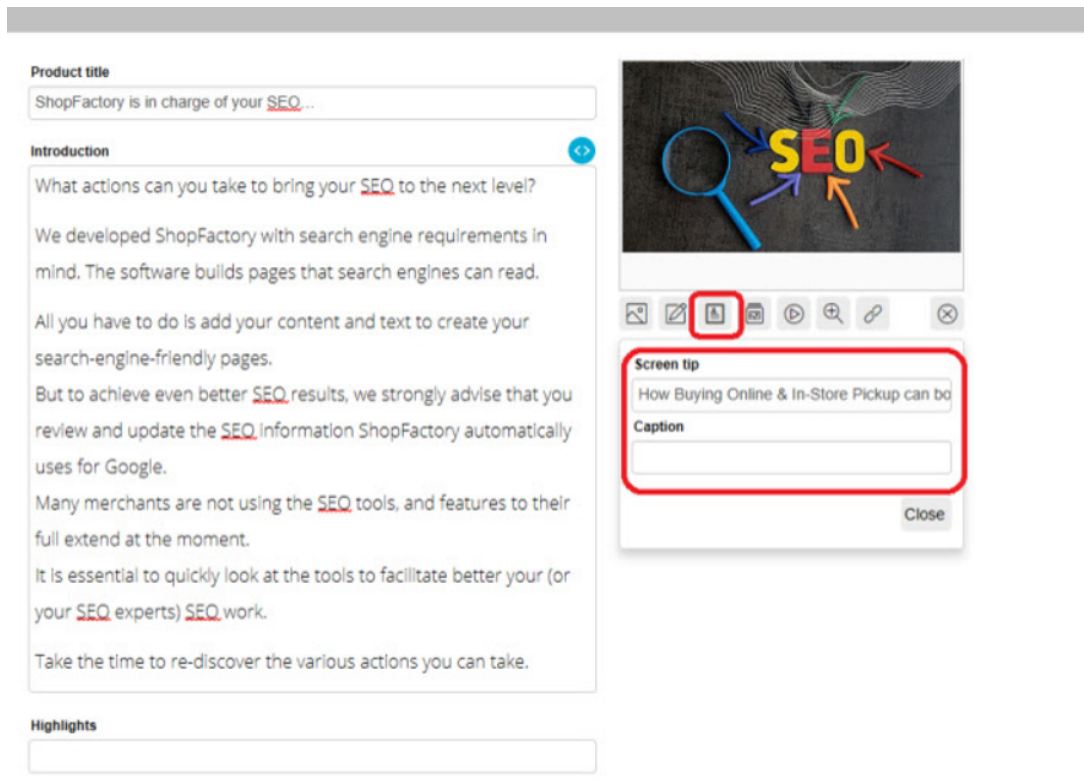 Product title
ShopFactory is in charge of your SEO...
Introduction
What actions can you take to bring your SEO to the next level?
We developed ShopFactory with search engine requirements in
mind. The software builds pages that search engines can read.
All you have to do is add your content and text to create your
search-engine-friendly pages.
But to achieve even better SEO results, we strongly advise that you
review and update the SEO information ShopFactory automatically
uses for Google.
Many merchants are not using the SEO tools, and features to their
full extend at the moment.
It is essential to quickly look at the tools to facilitate better your (or
your SEO experts) SEO work.
Take the time to re-discover the various actions you can take.
Highlights
SEO
Screen tip
How Buying Online & In-Store Pickup can bo
Caption
Close